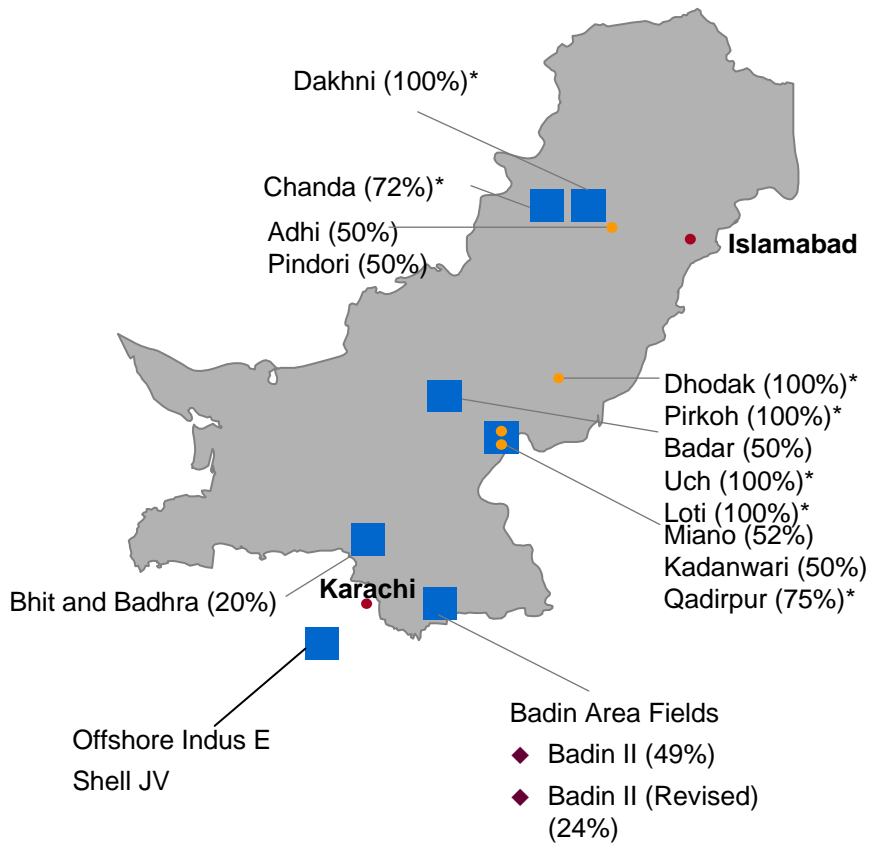 Dakhni (100%)*
Chanda (72%)*
Adhi (50%)
Pindori (50%)
Islamabad
Dhodak (100%)*
Pirkoh (100%)*
Badar (50%)
Uch (100%)*
Loti (100%)*
Miano (52%)
Kadanwari (50%)
Qadirpur (75%)*
Karachi
Bhit and Badhra (20%)
Offshore Indus E
Shell JV
Badin Area Fields
Badin II (49%)
Badin II (Revised)
(24%)